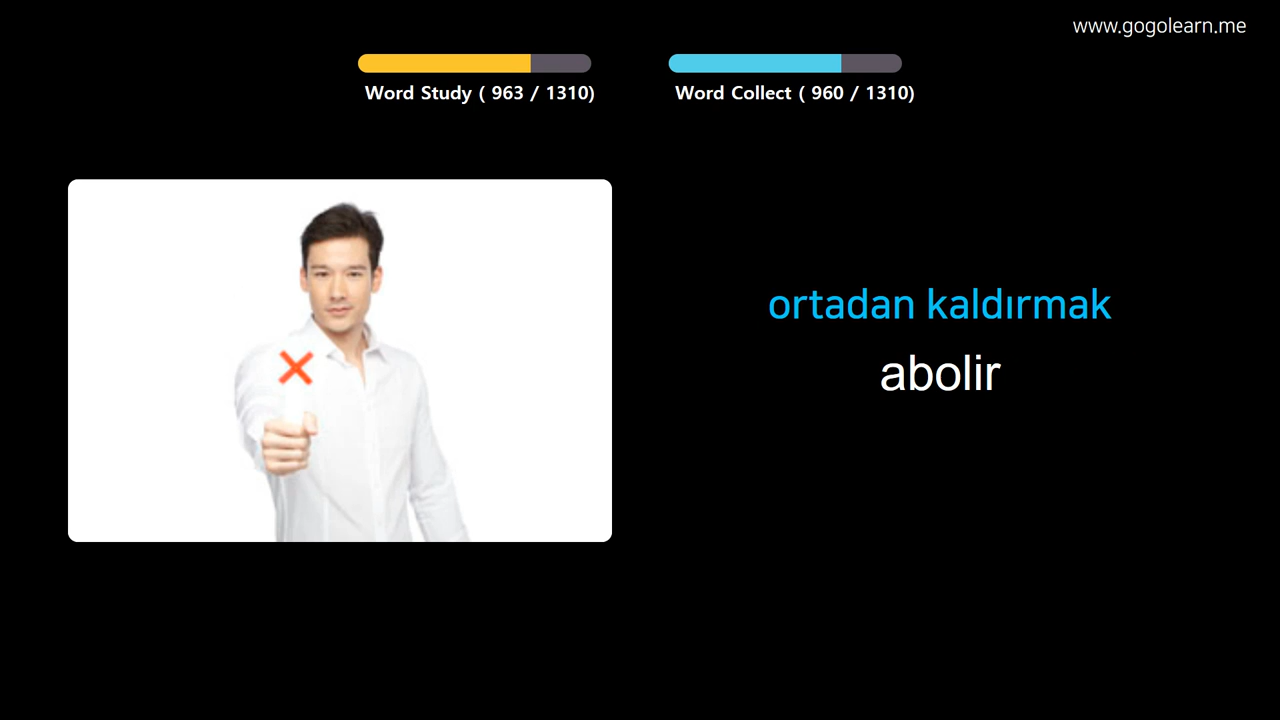 www.gogolearn.me
Word Study ( 963 / 1310)
Word Collect ( 960 / 1310)
ortadan kaldırmak
abolir